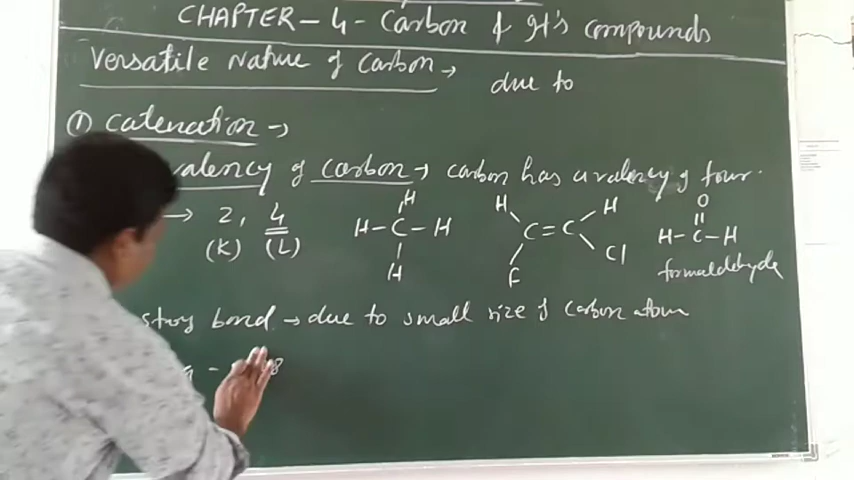 CHAPTER - 4 - Carbon & It's compounds
Versatile Nature of Carbon → due to
① Catenation →
valency of carbon → carbon has a valency of four.
→ 2, 4
(K) (L)
H
H-C-H
H
H H
C=C
F Cl
O
H-C-H
formaldehyde
strong bond → due to small size of carbon atom